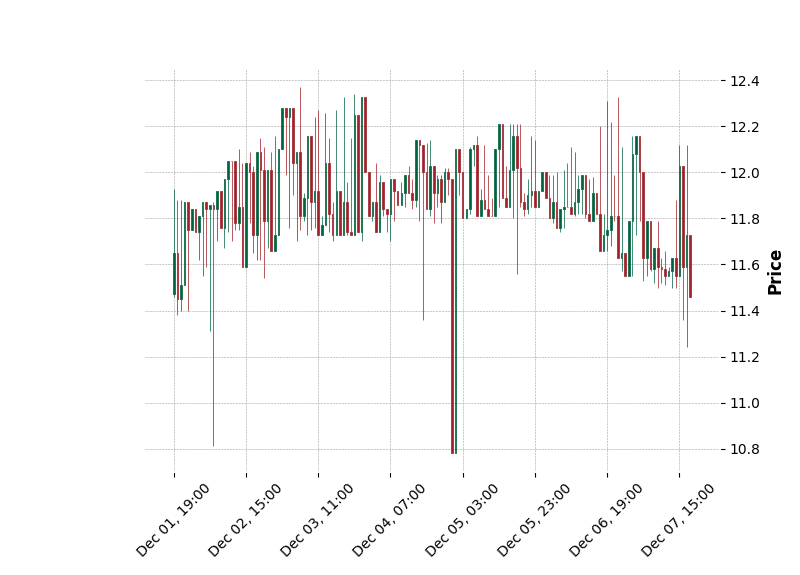 12.4
12.2
12.0
11.8
11.6
11.4
11.2
11.0
10.8
Price
Dec 01, 19:00
Dec 02, 15:00
Dec 03, 11:00
Dec 04, 07:00
Dec 05, 03:00
Dec 05, 23:00
Dec 06, 19:00
Dec 07, 15:00